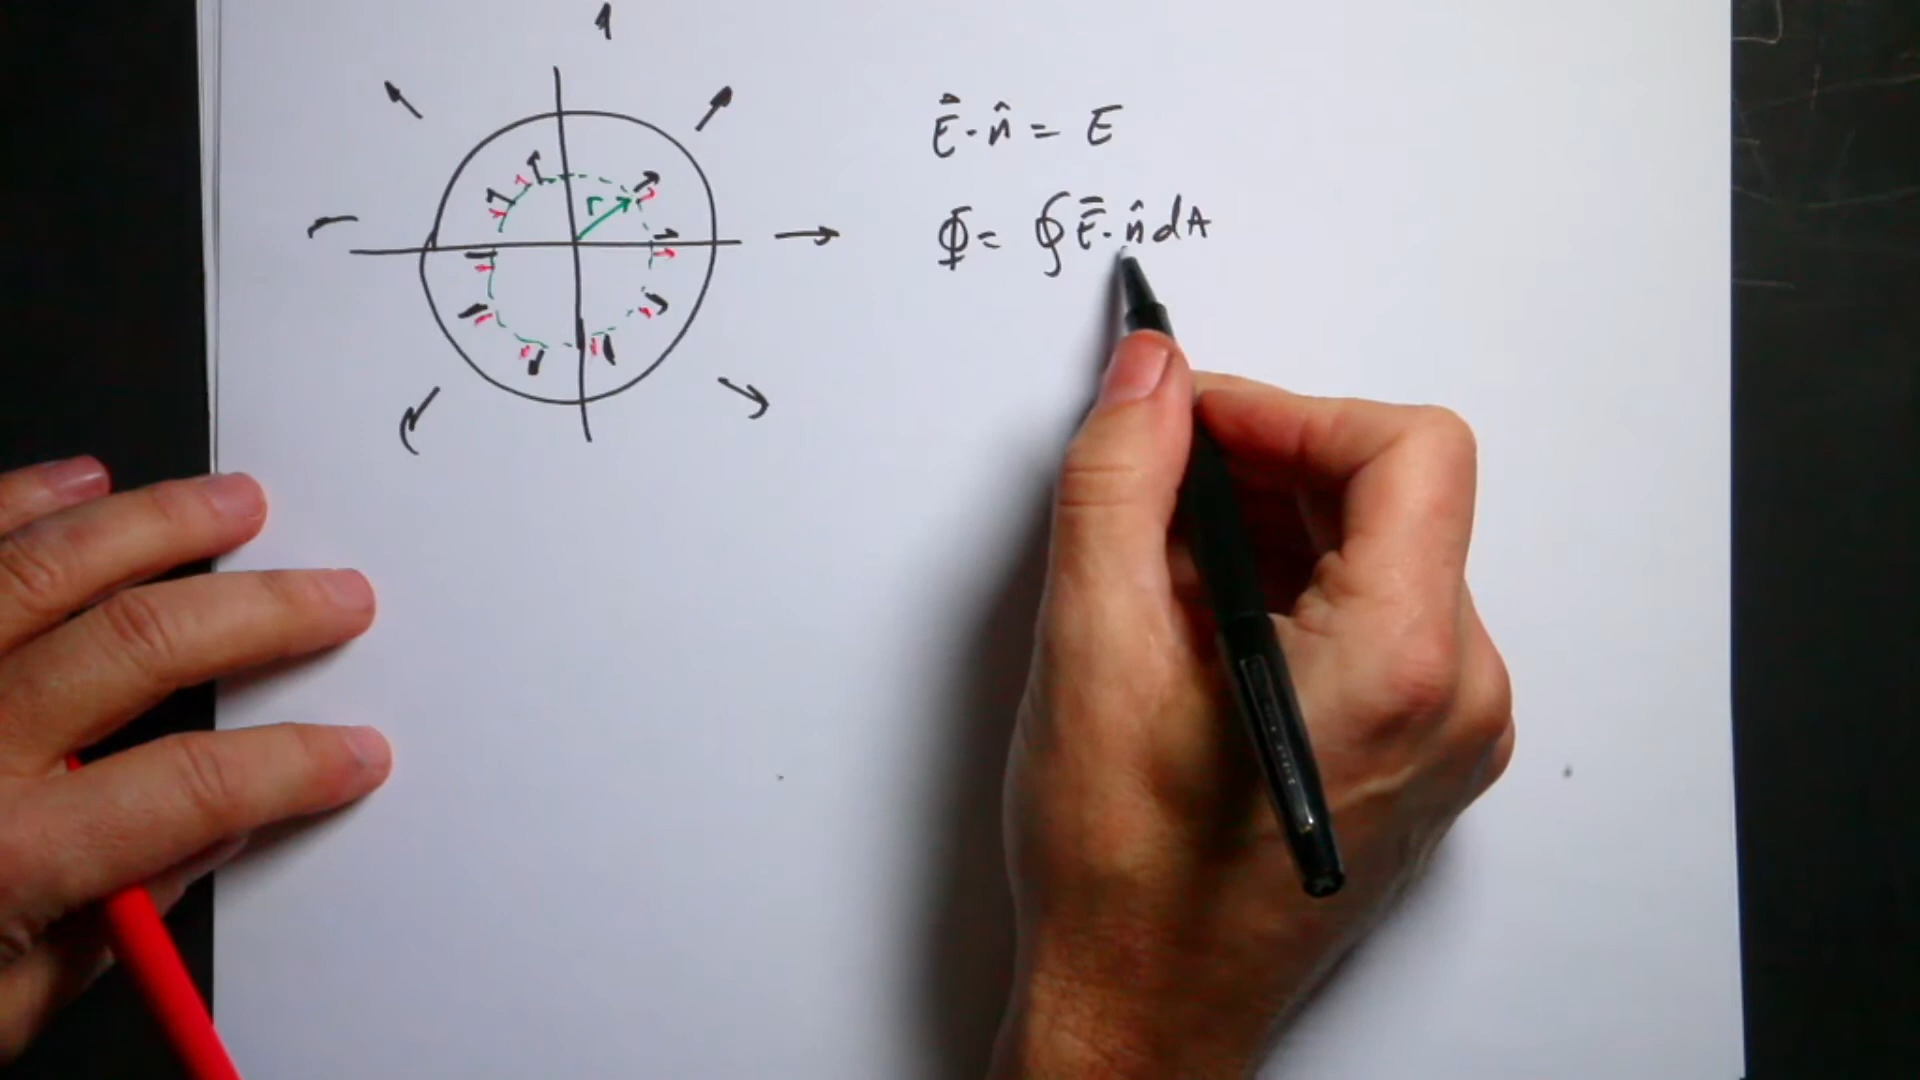 r
E⃗ · n̂ = E
Φ = ∮ E⃗ · n̂ dA